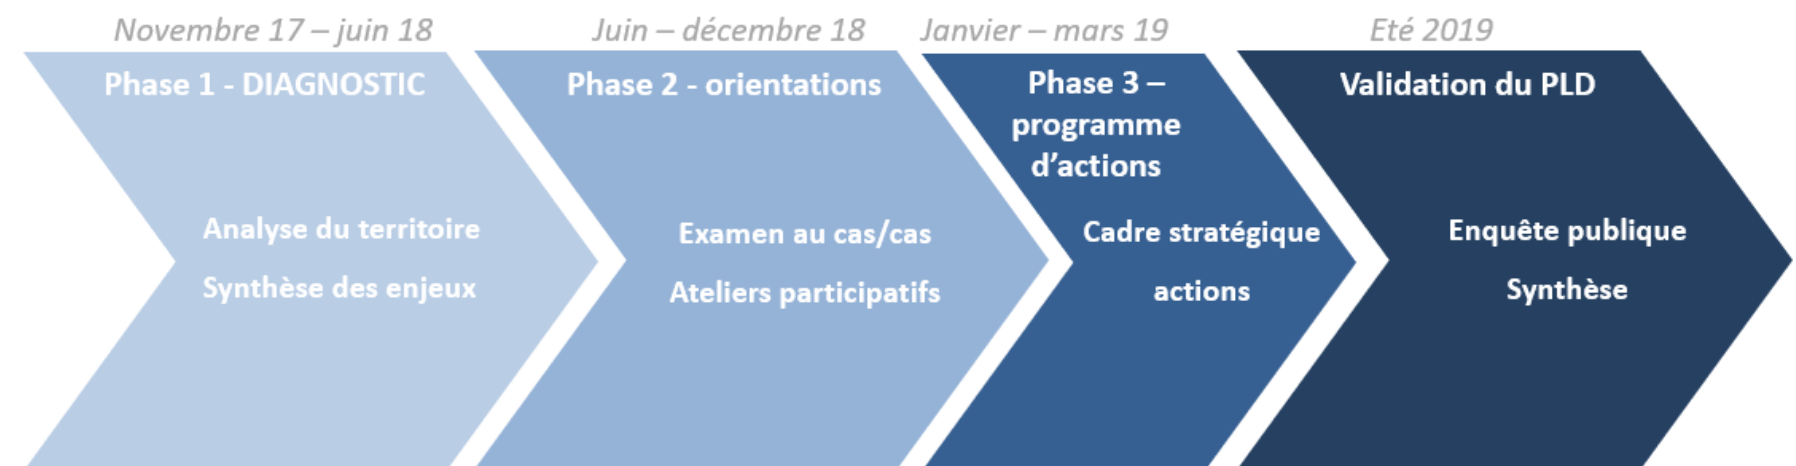 Novembre 17 – juin 18
Juin – décembre 18
Janvier – mars 19
Eté 2019
Phase 1 - DIAGNOSTIC
Analyse du territoire
Synthèse des enjeux
Phase 2 - orientations
Examen au cas/cas
Ateliers participatifs
Phase 3 –
programme
d’actions
Cadre stratégique
actions
Validation du PLD
Enquête publique
Synthèse